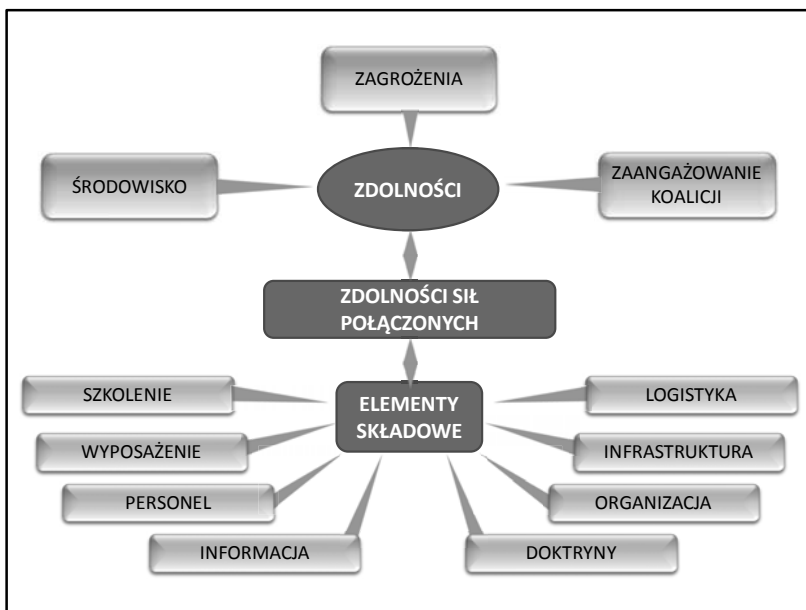 ZAGROŻENIA
ŚRODOWISKO
ZDOLNOŚCI
ZAANGAŻOWANIE
KOALICJI
ZDOLNOŚCI SIŁ
POŁĄCZONYCH
SZKOLENIE
ELEMENTY
SKŁADOWE
LOGISTYKA
WYPOSAŻENIE
INFRASTRUKTURA
PERSONEL
ORGANIZACJA
INFORMACJA
DOKTRYNY